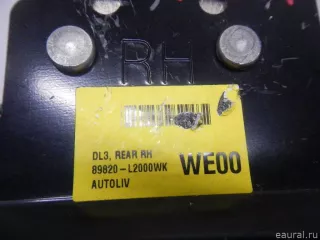 RH
DL3, REAR RH
89820-L2000WK
WE00
AUTOLIV
© eaural.ru